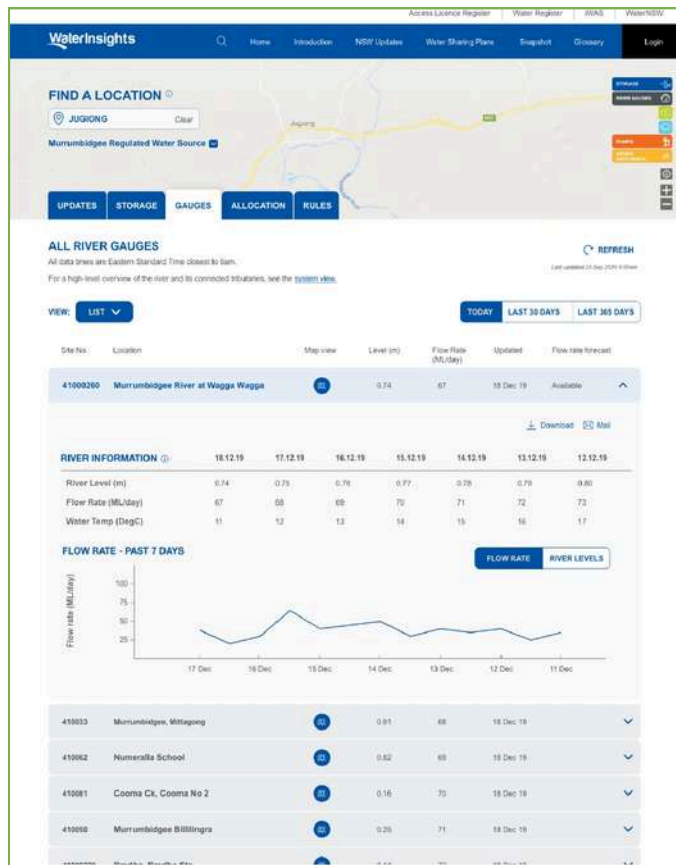 Access Licence Register Water Register iWAS WaterNSW
WaterInsights Home Introduction NSW Updates Water Sharing Plans Snapshot Glossary Login
FIND A LOCATION
JUGIONG Clear
Murrumbidgee Regulated Water Source
Jugiong
STORAGE
RIVER GAUGES
UPDATES STORAGE GAUGES ALLOCATION RULES
ALL RIVER GAUGES
REFRESH
All data times are Eastern Standard Time closest to 9am.
For a high-level overview of the river and its connected tributaries, see the system view.
VIEW: LIST TODAY LAST 30 DAYS LAST 365 DAYS
Site No. Location Map view Level (m) Flow Rate (ML/day) Updated Flow rate forecast
41000260 Murrumbidgee River at Wagga Wagga 0.74 67 18 Dec 19 Available
Download Mail
RIVER INFORMATION 18.12.19 17.12.19 16.12.19 15.12.19 14.12.19 13.12.19 12.12.19
River Level (m) 0.74 0.75 0.76 0.77 0.78 0.79 0.80
Flow Rate (ML/day) 67 68 69 70 71 72 73
Water Temp (DegC) 11 12 13 14 15 16 17
FLOW RATE - PAST 7 DAYS
FLOW RATE RIVER LEVELS
Flow rate (ML/day)
100
75
50
25
17 Dec 16 Dec 15 Dec 14 Dec 13 Dec 12 Dec 11 Dec
410033 Murrumbidgee, Mittagong 0.91 68 18 Dec 19
410062 Numeralla School 0.82 69 18 Dec 19
410081 Cooma Ck, Cooma No 2 0.16 70 18 Dec 19
410050 Murrumbidgee Billilingra 0.20 71 18 Dec 19